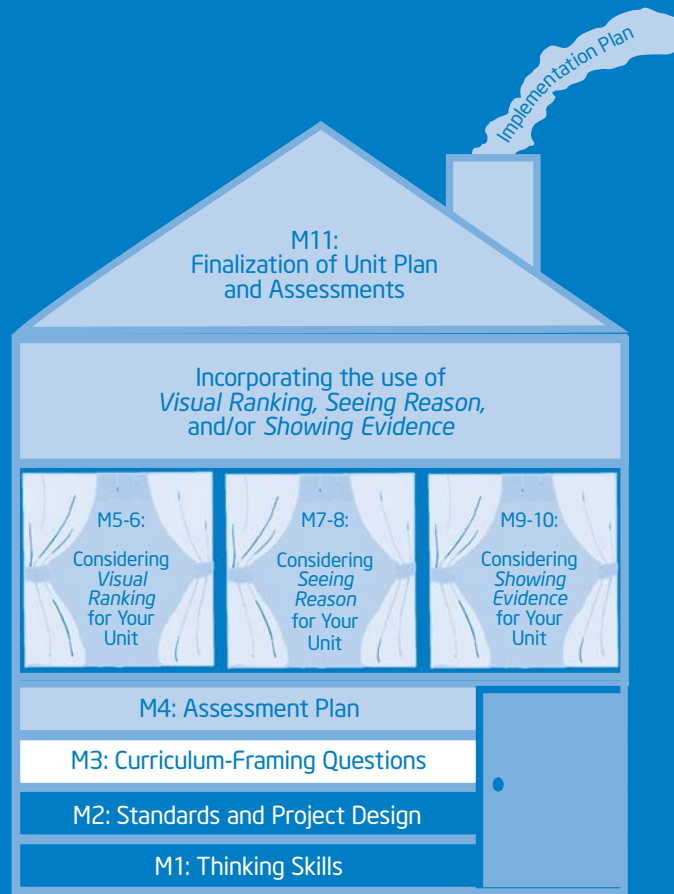 Implementation Plan
M11:
Finalization of Unit Plan
and Assessments
Incorporating the use of
Visual Ranking, Seeing Reason,
and/or Showing Evidence
M5-6:
Considering
Visual
Ranking
for Your
Unit
M7-8:
Considering
Seeing
Reason
for Your
Unit
M9-10:
Considering
Showing
Evidence
for Your
Unit
M4: Assessment Plan
M3: Curriculum-Framing Questions
M2: Standards and Project Design
M1: Thinking Skills